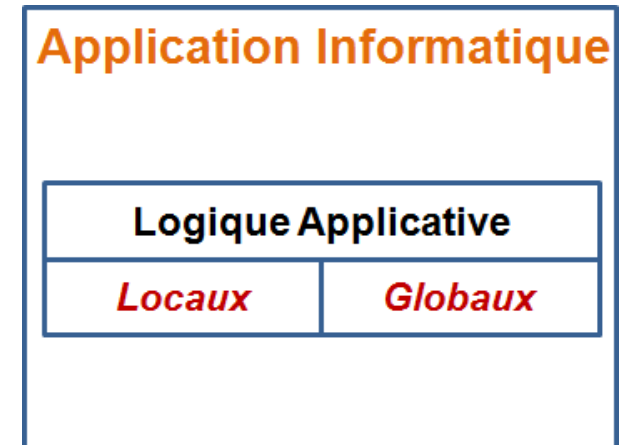 Application Informatique
Logique Applicative
Locaux Globaux